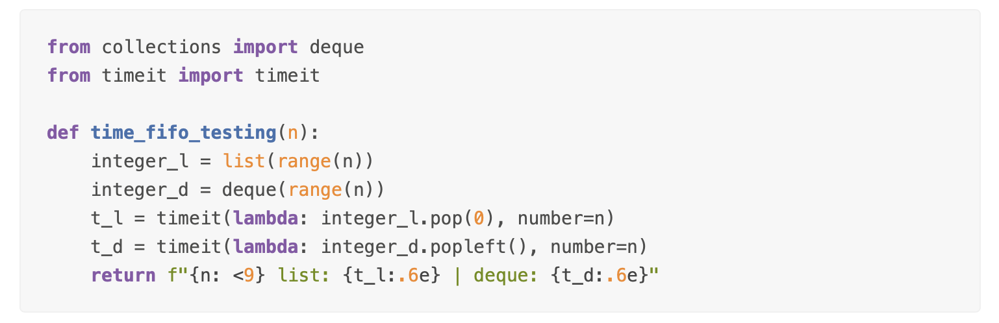 from collections import deque
from timeit import timeit

def time_fifo_testing(n):
    integer_l = list(range(n))
    integer_d = deque(range(n))
    t_l = timeit(lambda: integer_l.pop(0), number=n)
    t_d = timeit(lambda: integer_d.popleft(), number=n)
    return f"{n: <9} list: {t_l:.6e} | deque: {t_d:.6e}"